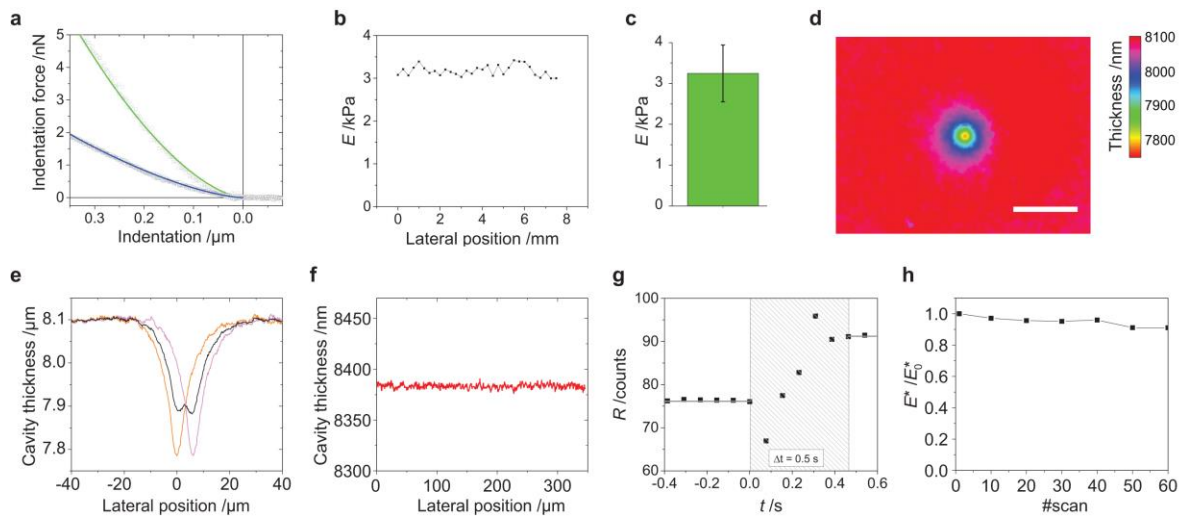 a
Indentation force /nN
5
4
3
2
1
0
0.3 0.2 0.1 0.0
Indentation /µm
b
E /kPa
4
3
2
1
0
0 2 4 6 8
Lateral position /mm
c
E /kPa
4
3
2
1
0
d
Thickness /nm
8100
8000
7900
7800
e
Cavity thickness /µm
8.1
8.0
7.9
7.8
-40 -20 0 20 40
Lateral position /µm
f
Cavity thickness /nm
8450
8400
8350
8300
0 100 200 300
Lateral position /µm
g
R /counts
100
90
80
70
60
Δt = 0.5 s
-0.4 -0.2 0.0 0.2 0.4 0.6
t /s
h
E* /E*0
1.0
0.8
0.6
0.4
0.2
0.0
0 10 20 30 40 50 60
#scan